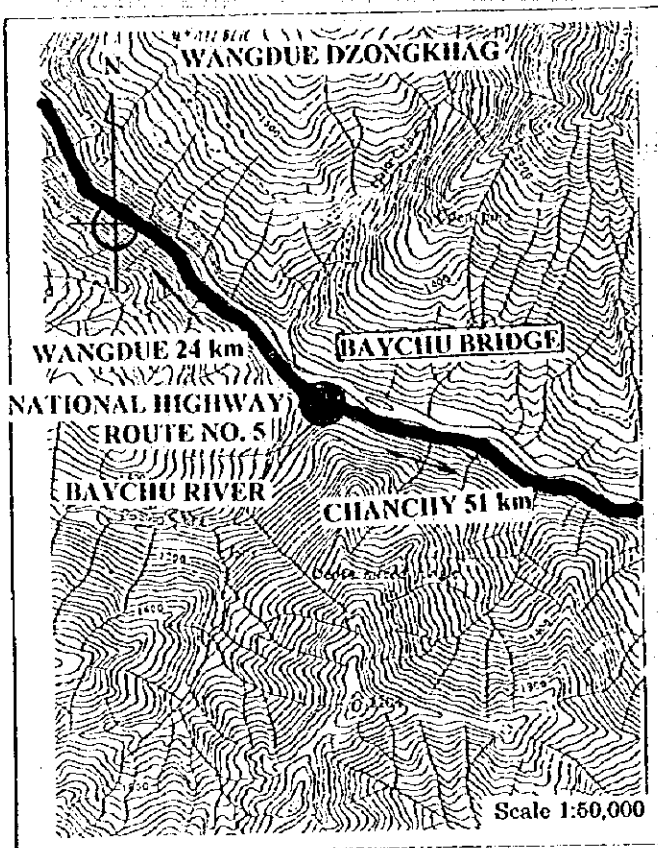 WANGDUE DZONGKHAG
N
WANGDUE 24 km
BAYCHU BRIDGE
NATIONAL HIGHWAY
ROUTE NO. 5
BAYCHU RIVER
CHANCHY 51 km
Scale 1:50,000